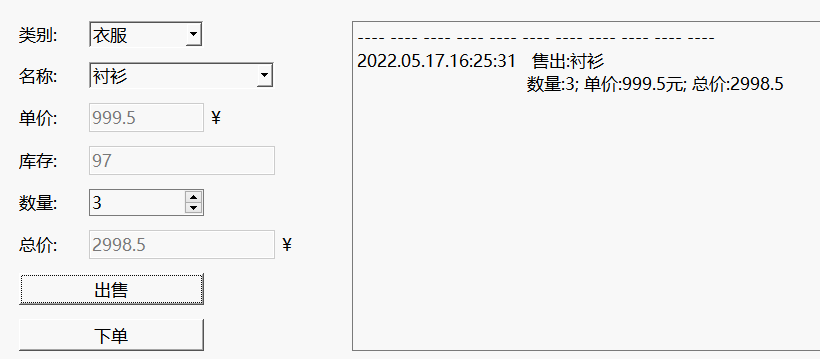 类别: 衣服
名称: 衬衫
单价: 999.5 ¥
库存: 97
数量: 3
总价: 2998.5 ¥
出售
下单
---- ---- ---- ---- ---- ---- ---- ---- ---- ---- ----
2022.05.17.16:25:31 售出:衬衫
数量:3; 单价:999.5元; 总价:2998.5